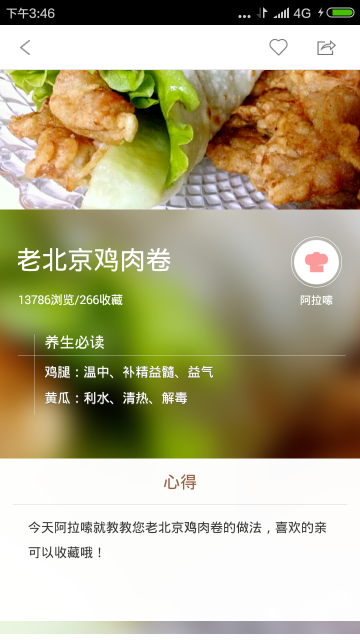 下午3:46
4G
老北京鸡肉卷
13786浏览/266收藏
阿拉嗦
养生必读
鸡腿：温中、补精益髓、益气
黄瓜：利水、清热、解毒
心得
今天阿拉嗦就教教您老北京鸡肉卷的做法，喜欢的亲
可以收藏哦！